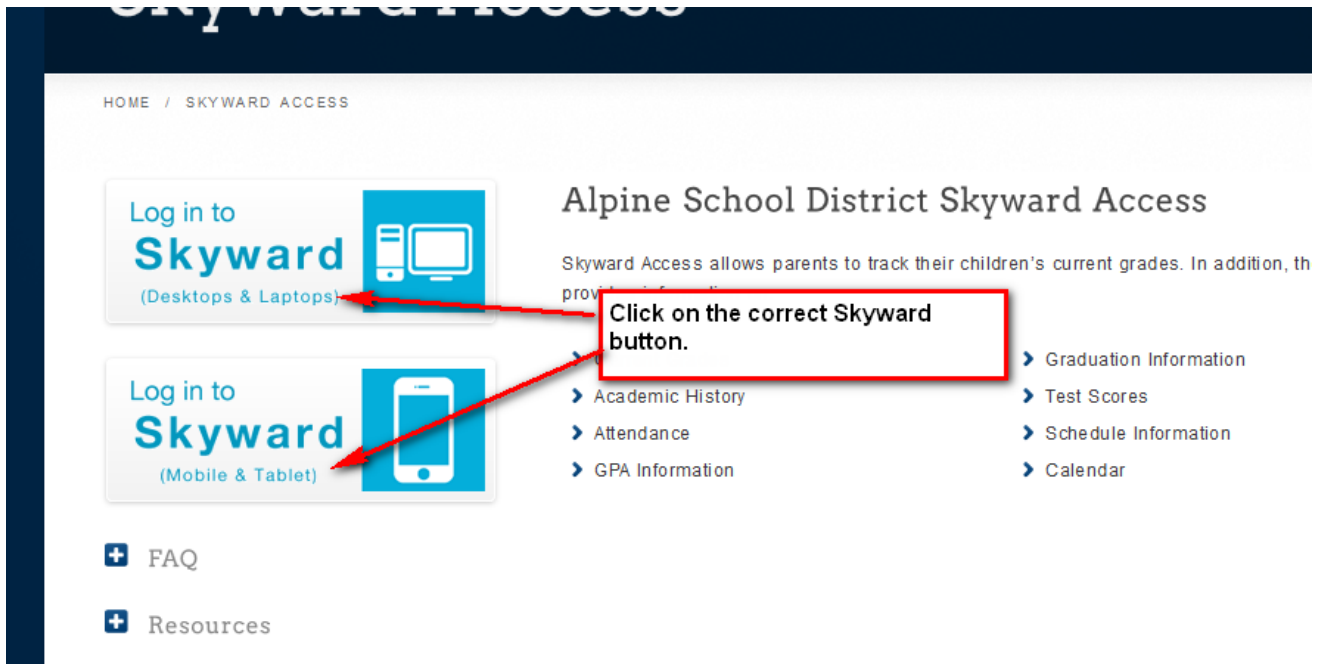 Skyward Access
HOME / SKYWARD ACCESS
Log in to
Skyward
(Desktops & Laptops)
Log in to
Skyward
(Mobile & Tablet)
Alpine School District Skyward Access
Skyward Access allows parents to track their children's current grades. In addition, th
Click on the correct Skyward
button.
Academic History
Attendance
GPA Information
Graduation Information
Test Scores
Schedule Information
Calendar
FAQ
Resources